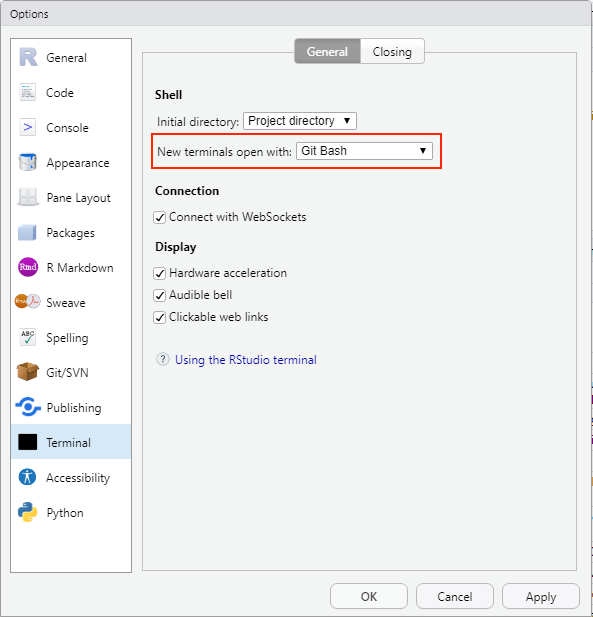 Options
General
Code
Console
Appearance
Pane Layout
Packages
R Markdown
Sweave
Spelling
Git/SVN
Publishing
Terminal
Accessibility
Python
General Closing
Shell
Initial directory: Project directory
New terminals open with: Git Bash
Connection
Connect with WebSockets
Display
Hardware acceleration
Audible bell
Clickable web links
? Using the RStudio terminal
OK Cancel Apply
R
Rmd
ABC